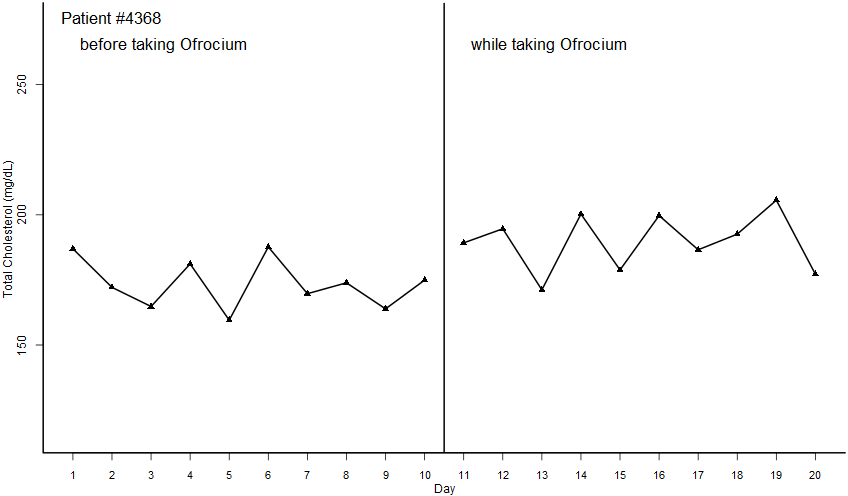 Patient #4368
before taking Ofrocium
while taking Ofrocium
Total Cholesterol (mg/dL)
250
200
150
1 2 3 4 5 6 7 8 9 10 11 12 13 14 15 16 17 18 19 20
Day